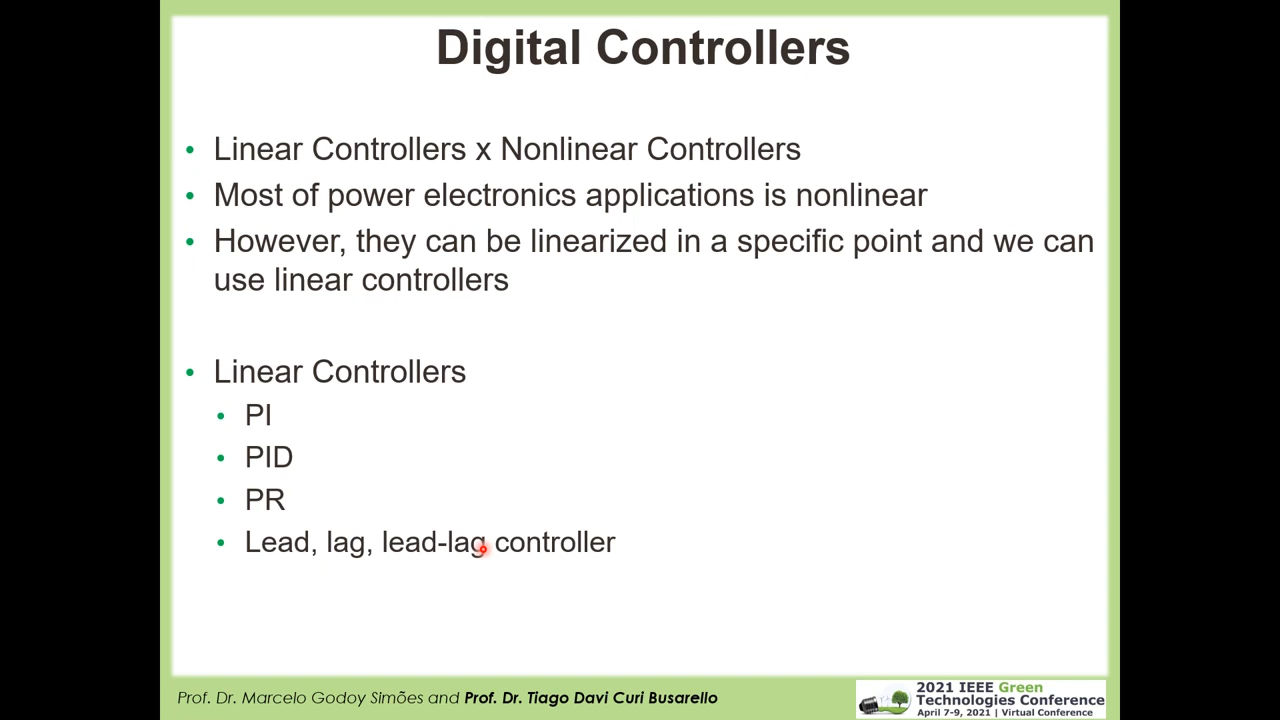 Digital Controllers
• Linear Controllers x Nonlinear Controllers
• Most of power electronics applications is nonlinear
• However, they can be linearized in a specific point and we can
use linear controllers
• Linear Controllers
• PI
• PID
• PR
• Lead, lag, lead-lag controller
Prof. Dr. Marcelo Godoy Simões and Prof. Dr. Tiago Davi Curi Busarello
2021 IEEE Green
Technologies Conference
April 7-9, 2021 | Virtual Conference